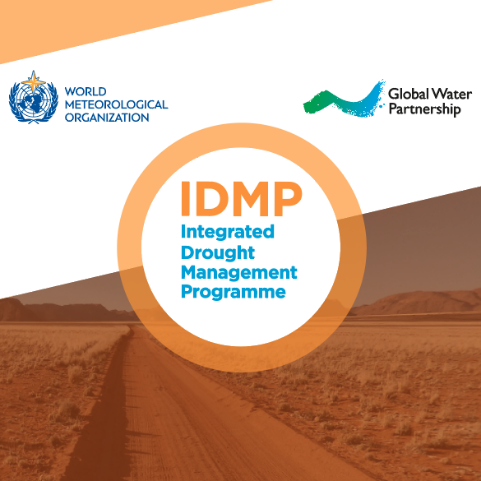 WORLD
METEOROLOGICAL
ORGANIZATION
Global Water
Partnership
IDMP
Integrated
Drought
Management
Programme